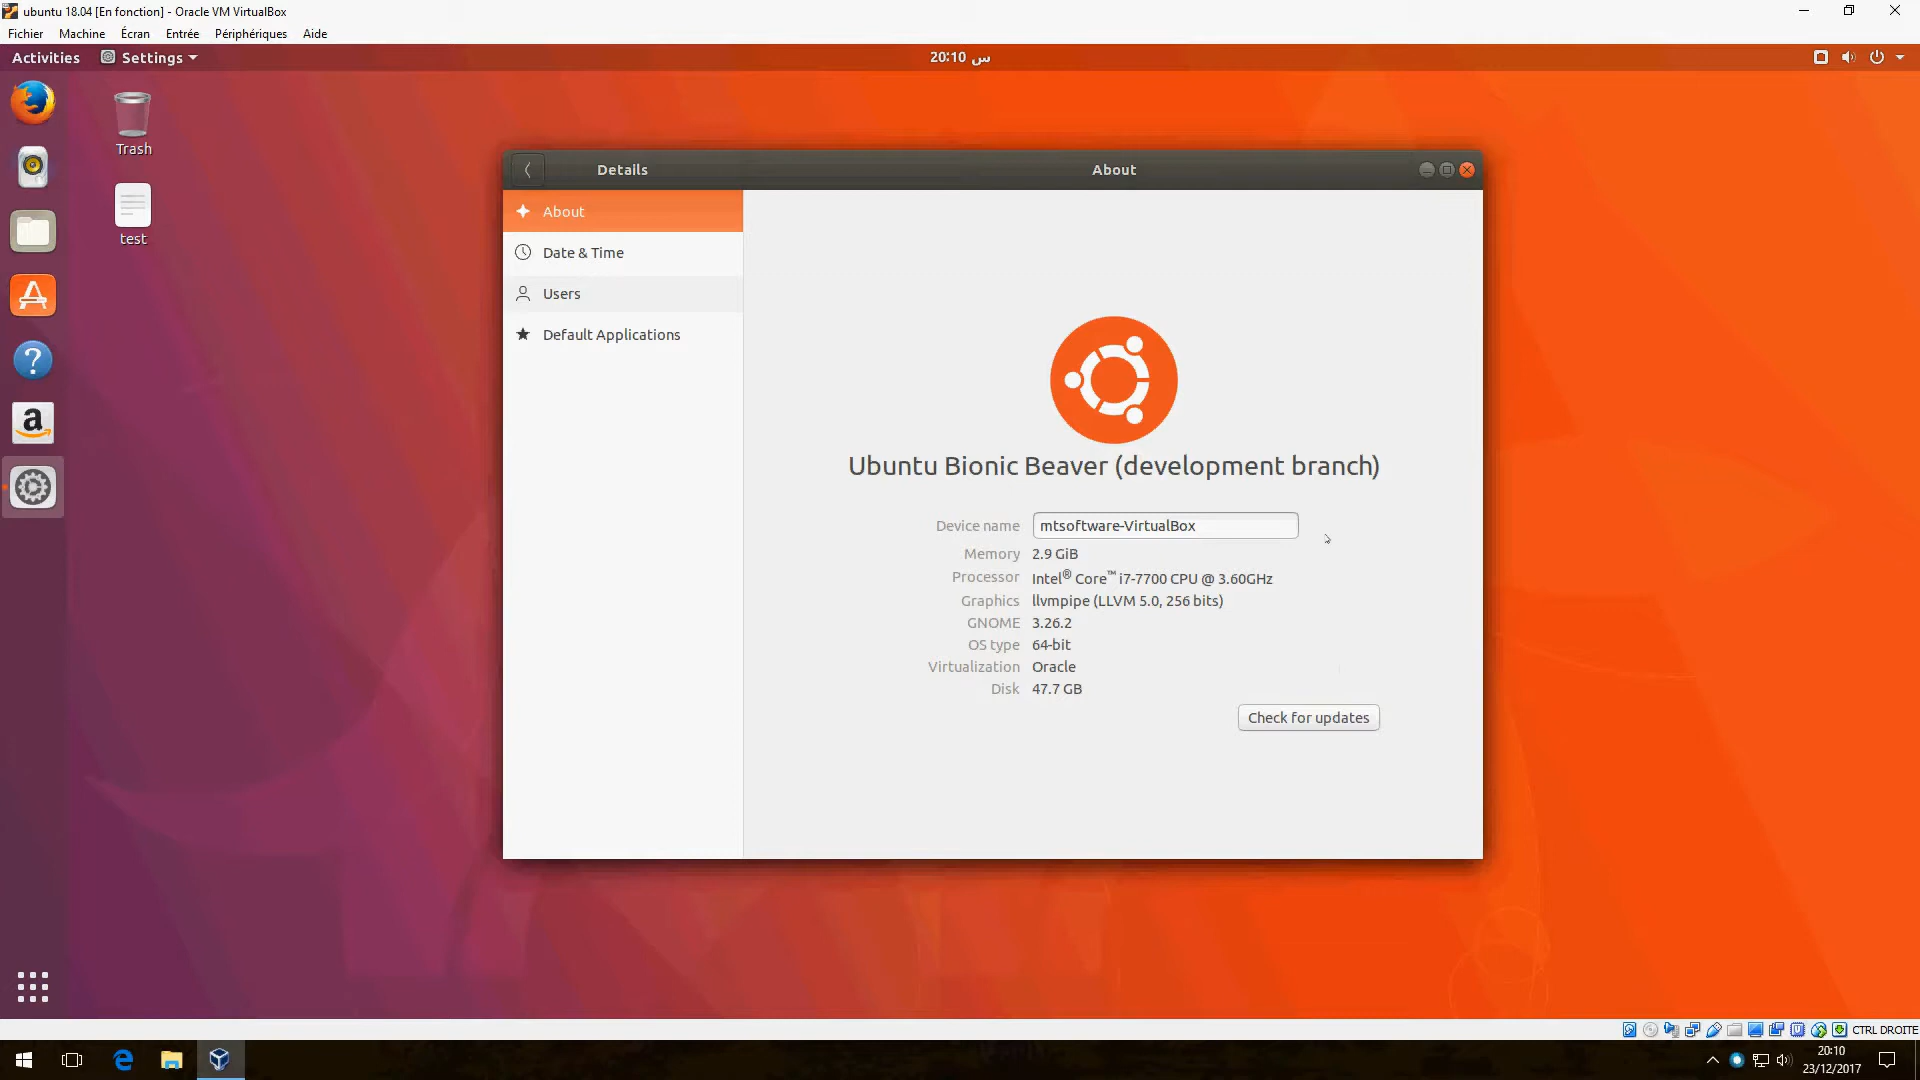 ubuntu 18.04 [En fonction] - Oracle VM VirtualBox
Fichier Machine Écran Entrée Périphériques Aide
Activities Settings س 20:10
Trash
test
Details About
About
Date & Time
Users
Default Applications
Ubuntu Bionic Beaver (development branch)
Device name mtsoftware-VirtualBox
Memory 2.9 GiB
Processor Intel® Core™ i7-7700 CPU @ 3.60GHz
Graphics llvmpipe (LLVM 5.0, 256 bits)
GNOME 3.26.2
OS type 64-bit
Virtualization Oracle
Disk 47.7 GB
Check for updates
CTRL DROITE
20:10
23/12/2017